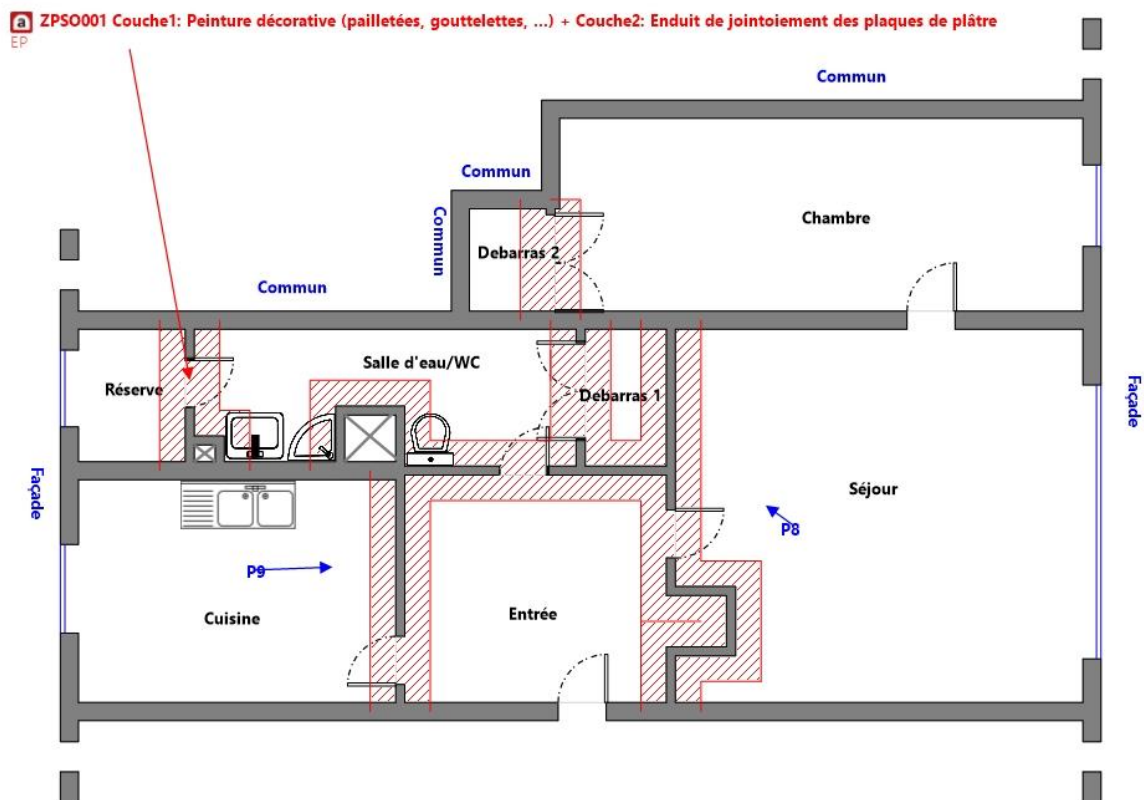 a ZPSO001 Couche1: Peinture décorative (pailletées, gouttelettes, ...) + Couche2: Enduit de jointoiement des plaques de plâtre
EP
Commun
Commun
Commun
Chambre
Debarras 2
Commun
Salle d'eau/WC
Réserve
Debarras 1
Façade
Façade
Séjour
P8
P9
Cuisine
Entrée